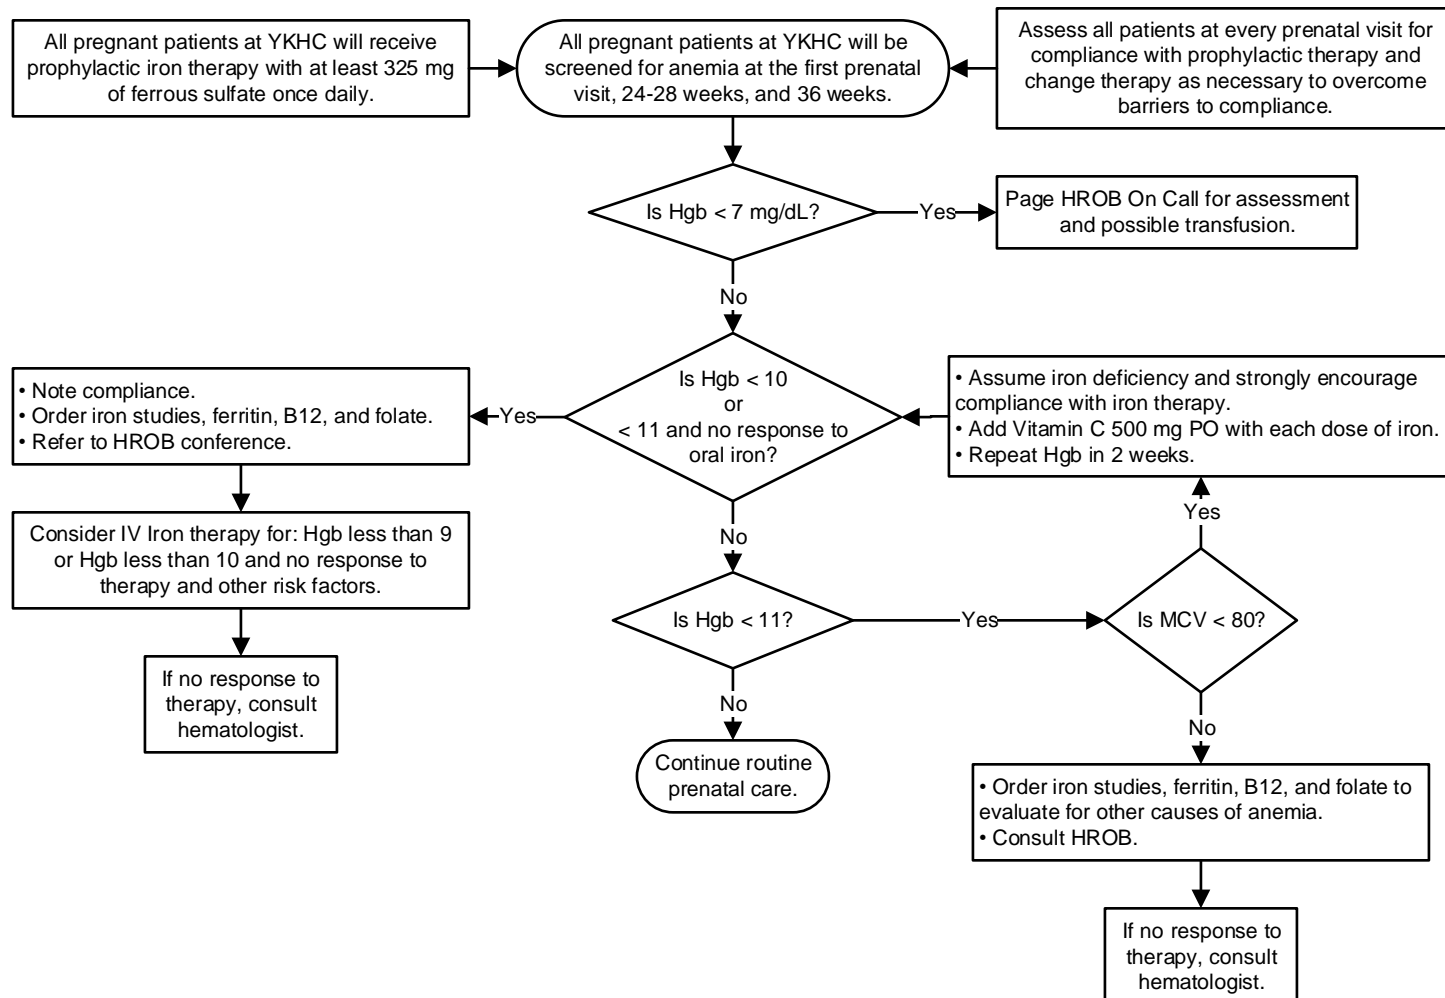 All pregnant patients at YKHC will receive
prophylactic iron therapy with at least 325 mg
of ferrous sulfate once daily.
All pregnant patients at YKHC will be
screened for anemia at the first prenatal
visit, 24-28 weeks, and 36 weeks.
Assess all patients at every prenatal visit for
compliance with prophylactic therapy and
change therapy as necessary to overcome
barriers to compliance.
Is Hgb < 7 mg/dL?
Yes
Page HROB On Call for assessment
and possible transfusion.
No
Is Hgb < 10
or
< 11 and no response to
oral iron?
Yes
• Note compliance.
• Order iron studies, ferritin, B12, and folate.
• Refer to HROB conference.
• Assume iron deficiency and strongly encourage
compliance with iron therapy.
• Add Vitamin C 500 mg PO with each dose of iron.
• Repeat Hgb in 2 weeks.
Consider IV Iron therapy for: Hgb less than 9
or Hgb less than 10 and no response to
therapy and other risk factors.
If no response to
therapy, consult
hematologist.
No
Is Hgb < 11?
Yes
Is MCV < 80?
Yes
No
Continue routine
prenatal care.
No
• Order iron studies, ferritin, B12, and folate to
evaluate for other causes of anemia.
• Consult HROB.
If no response to
therapy, consult
hematologist.